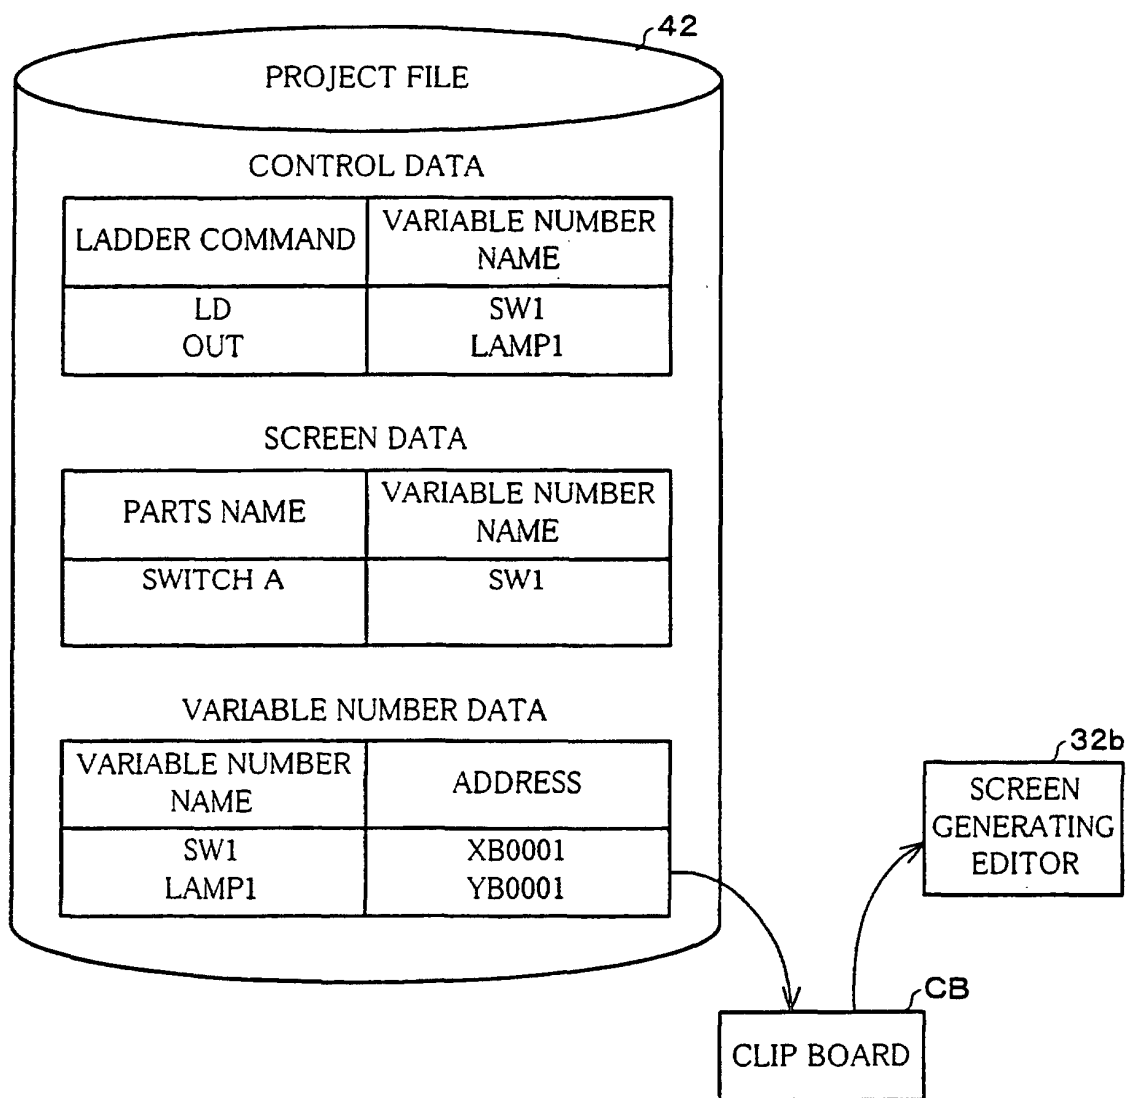 42
PROJECT FILE
CONTROL DATA
LADDER COMMAND
VARIABLE NUMBER
NAME
LD
SW1
OUT
LAMP1
SCREEN DATA
PARTS NAME
VARIABLE NUMBER
NAME
SWITCH A
SW1
VARIABLE NUMBER DATA
VARIABLE NUMBER
NAME
ADDRESS
SW1
XB0001
LAMP1
YB0001
32b
SCREEN
GENERATING
EDITOR
CB
CLIP BOARD